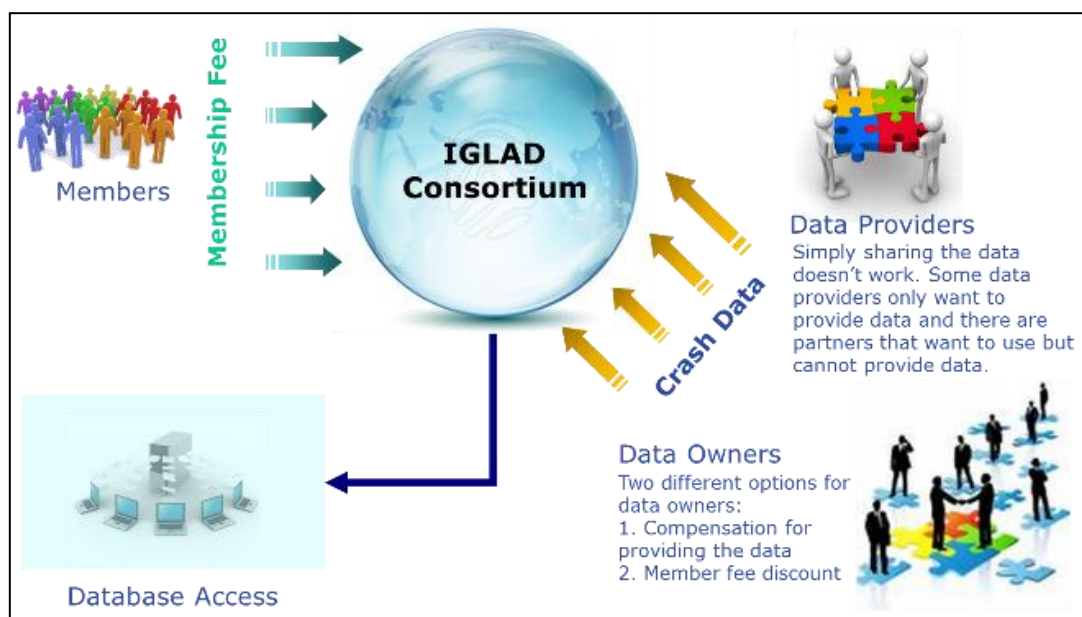 Members
Membership Fee
IGLAD
Consortium
Crash Data
Data Providers
Simply sharing the data
doesn’t work. Some data
providers only want to
provide data and there are
partners that want to use but
cannot provide data.
Data Owners
Two different options for
data owners:
1. Compensation for
providing the data
2. Member fee discount
Database Access